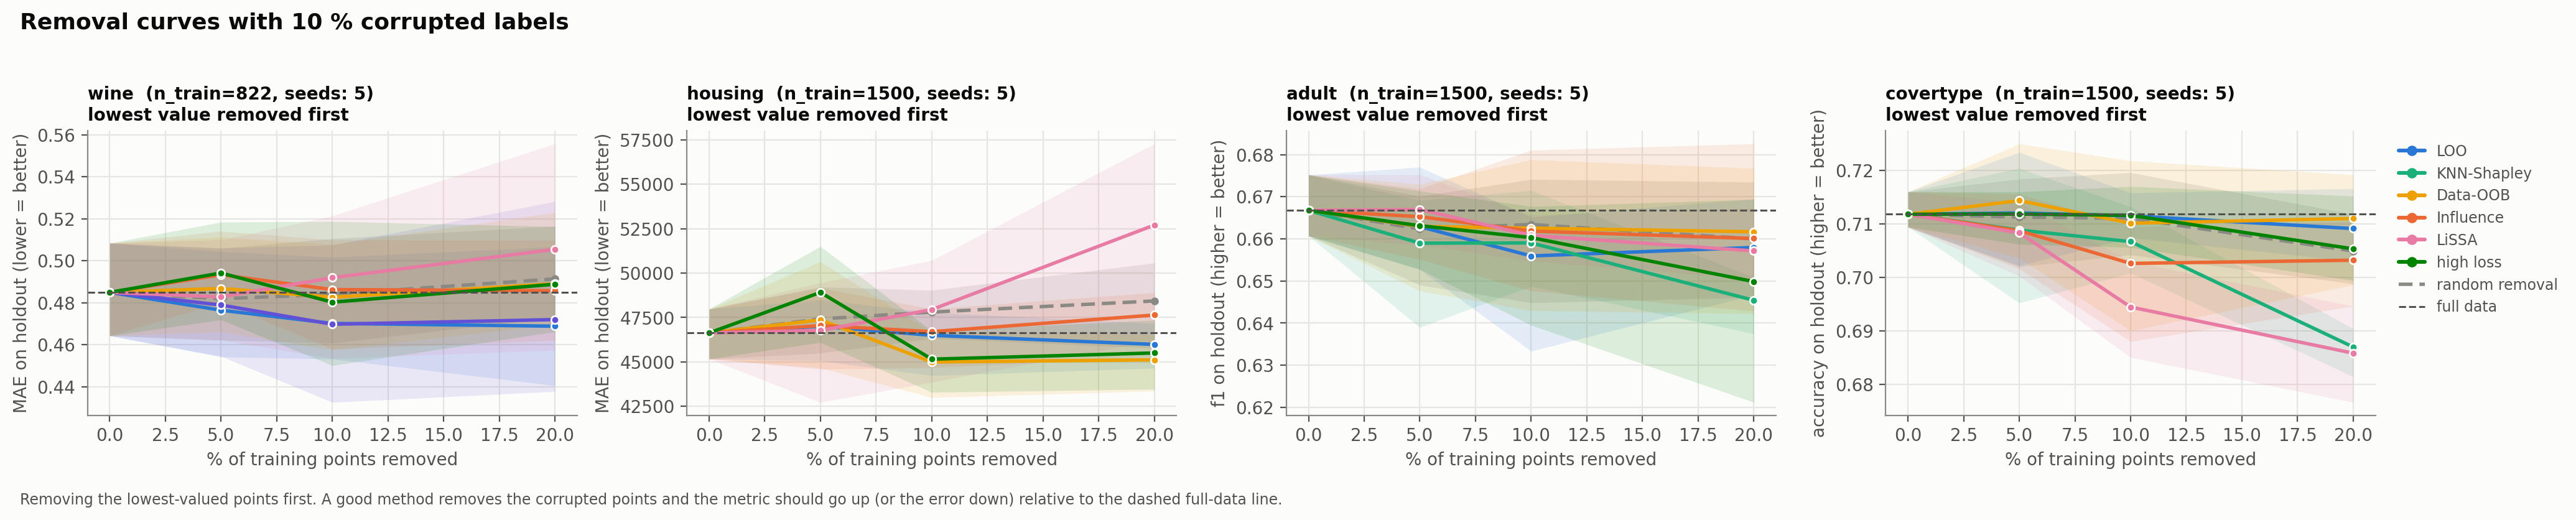 Removal curves with 10 % corrupted labels
wine  (n_train=822, seeds: 5)
lowest value removed first
MAE on holdout (lower = better)
0.56
0.54
0.52
0.50
0.48
0.46
0.44
0.0 2.5 5.0 7.5 10.0 12.5 15.0 17.5 20.0
% of training points removed
housing  (n_train=1500, seeds: 5)
lowest value removed first
MAE on holdout (lower = better)
57500
55000
52500
50000
47500
45000
42500
0.0 2.5 5.0 7.5 10.0 12.5 15.0 17.5 20.0
% of training points removed
adult  (n_train=1500, seeds: 5)
lowest value removed first
f1 on holdout (higher = better)
0.68
0.67
0.66
0.65
0.64
0.63
0.62
0.0 2.5 5.0 7.5 10.0 12.5 15.0 17.5 20.0
% of training points removed
covertype  (n_train=1500, seeds: 5)
lowest value removed first
accuracy on holdout (higher = better)
0.72
0.71
0.70
0.69
0.68
0.0 2.5 5.0 7.5 10.0 12.5 15.0 17.5 20.0
% of training points removed
LOO
KNN-Shapley
Data-OOB
Influence
LiSSA
high loss
random removal
full data
Removing the lowest-valued points first. A good method removes the corrupted points and the metric should go up (or the error down) relative to the dashed full-data line.